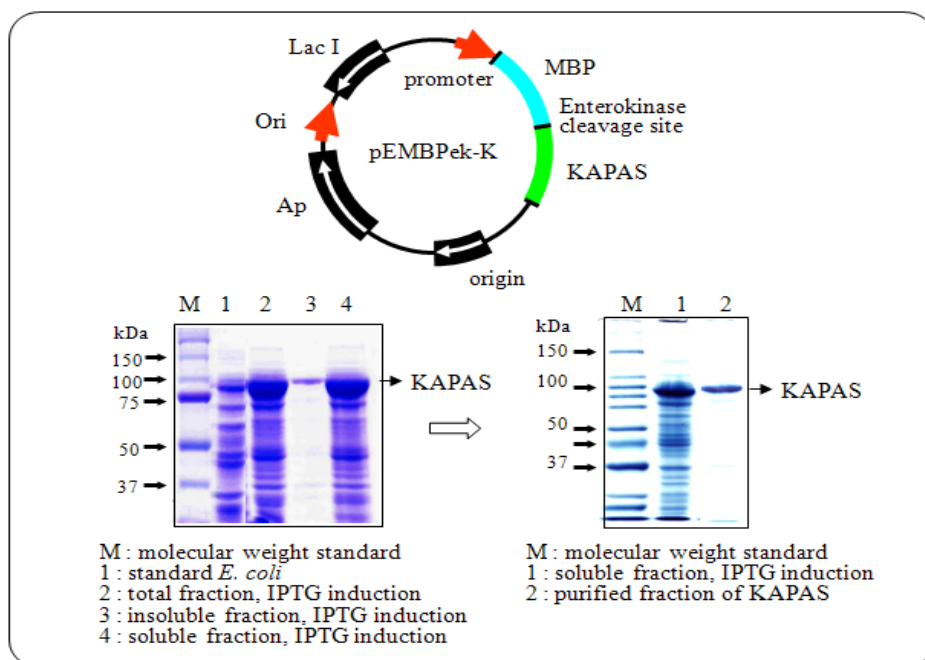 Lac I
promoter
MBP
Enterokinase
cleavage site
Ori
pEMBPek-K
KAPAS
Ap
origin
M 1 2 3 4
kDa
150
100
75
50
37
KAPAS
M : molecular weight standard
1 : standard E. coli
2 : total fraction, IPTG induction
3 : insoluble fraction, IPTG induction
4 : soluble fraction, IPTG induction
M 1 2
kDa
150
100
50
37
KAPAS
M : molecular weight standard
1 : soluble fraction, IPTG induction
2 : purified fraction of KAPAS